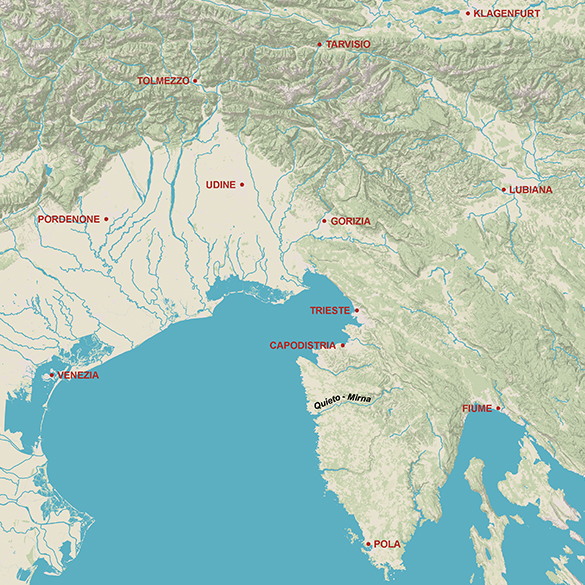 KLAGENFURT
TARVISIO
TOLMEZZO
UDINE
LUBIANA
PORDENONE
GORIZIA
TRIESTE
CAPODISTRIA
VENEZIA
Quieto - Mirna
FIUME
POLA